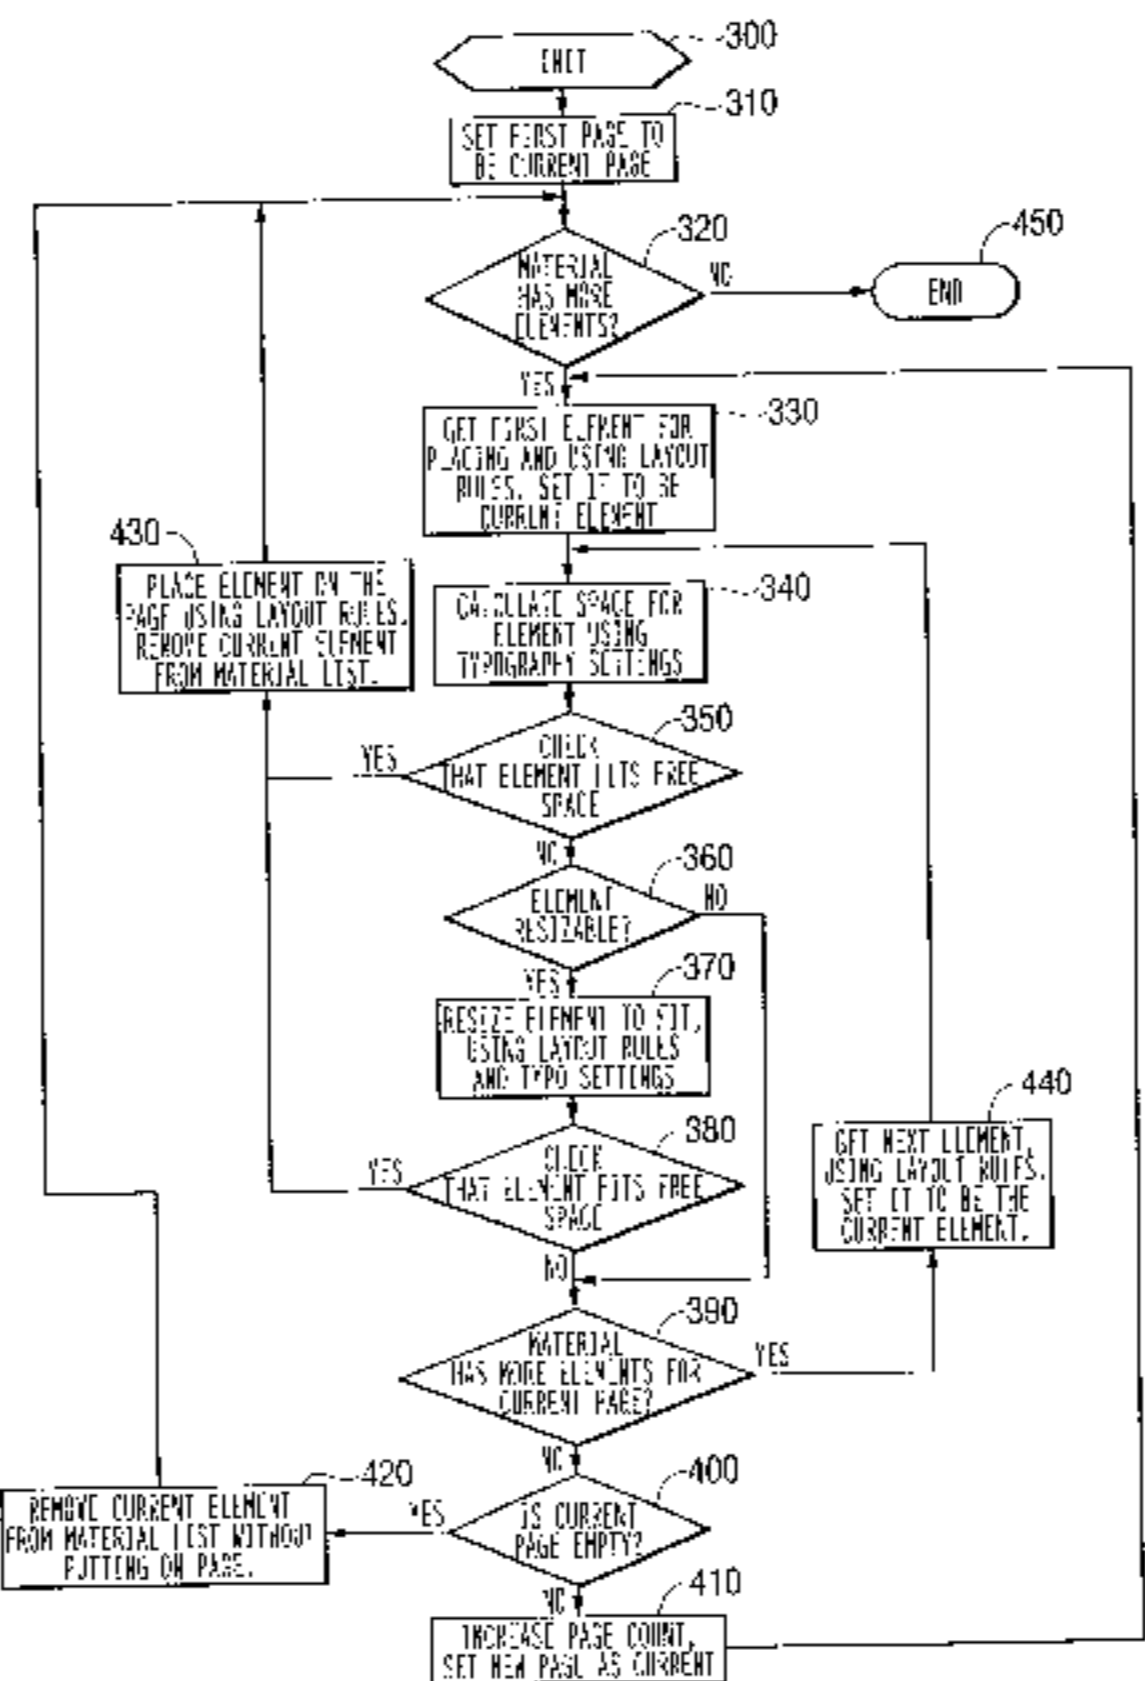 300
310
SET FIRST PAGE TO
BE CURRENT PAGE
320
MATERIAL
HAS MORE
ELEMENTS?
NO
450
END
YES
330
GET FIRST ELEMENT FOR
PLACING AND USING LAYOUT
RULES. SET IT TO BE
CURRENT ELEMENT
430
PLACE ELEMENT ON THE
PAGE USING LAYOUT RULES.
REMOVE CURRENT ELEMENT
FROM MATERIAL LIST.
340
CALCULATE SPACE FOR
ELEMENT USING
TYPOGRAPHY SETTINGS
350
CHECK
THAT ELEMENT FITS FREE
SPACE
YES
NO
360
ELEMENT
RESIZABLE?
NO
YES
370
RESIZE ELEMENT TO FIT,
USING LAYOUT RULES
AND TYPO SETTINGS
380
CHECK
THAT ELEMENT FITS FREE
SPACE
YES
NO
440
GET NEXT ELEMENT,
USING LAYOUT RULES.
SET IT TO BE THE
CURRENT ELEMENT.
390
MATERIAL
HAS MORE ELEMENTS FOR
CURRENT PAGE?
YES
NO
400
IS CURRENT
PAGE EMPTY?
YES
420
REMOVE CURRENT ELEMENT
FROM MATERIAL LIST WITHOUT
PUTTING ON PAGE.
NO
410
INCREASE PAGE COUNT,
SET NEW PAGE AS CURRENT